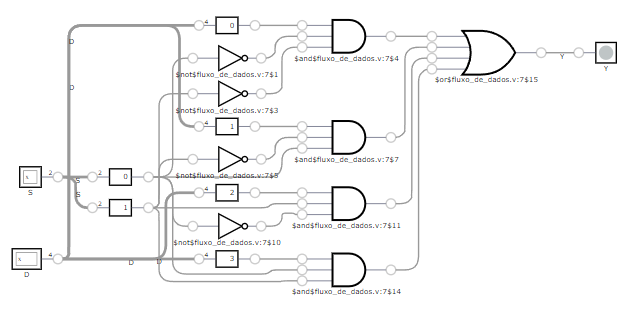 4 0
D
$and$fluxo_de_dados.v:7$4
Y
Y
$not$fluxo_de_dados.v:7$1
$or$fluxo_de_dados.v:7$15
D
$not$fluxo_de_dados.v:7$3
4 1
$and$fluxo_de_dados.v:7$7
x 2 S 2 0
$not$fluxo_de_dados.v:7$5
S
S
4 2
2 1
$and$fluxo_de_dados.v:7$11
$not$fluxo_de_dados.v:7$10
x 4
D
D
D
4 3
$and$fluxo_de_dados.v:7$14